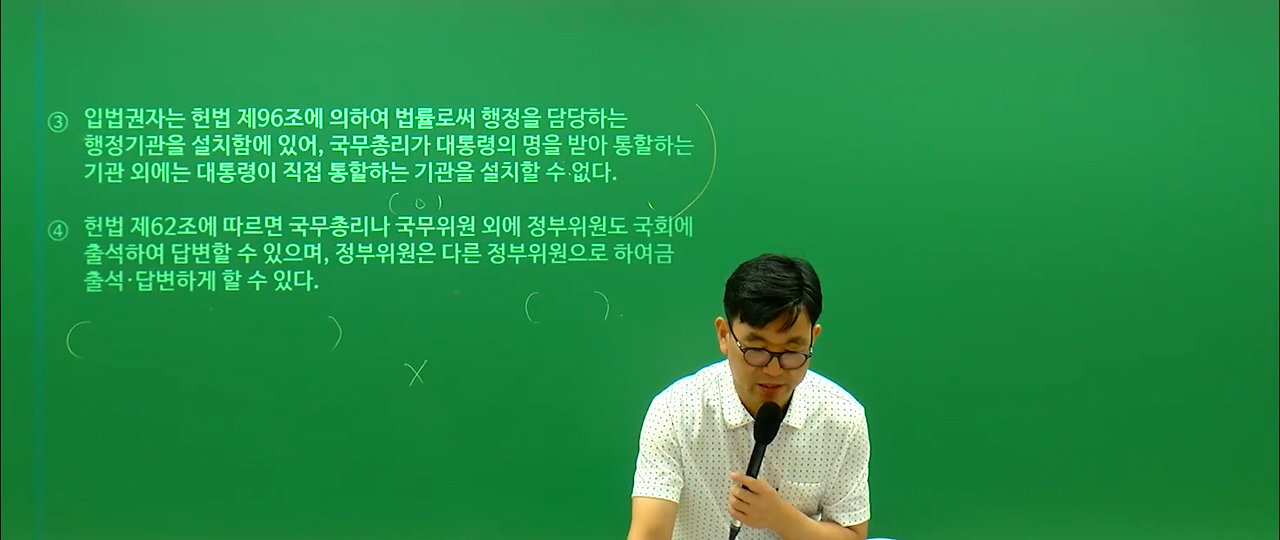 ③ 입법권자는 헌법 제96조에 의하여 법률로써 행정을 담당하는
행정기관을 설치함에 있어, 국무총리가 대통령의 명을 받아 통할하는
기관 외에는 대통령이 직접 통할하는 기관을 설치할 수 없다.
( o )
④ 헌법 제62조에 따르면 국무총리나 국무위원 외에 정부위원도 국회에
출석하여 답변할 수 있으며, 정부위원은 다른 정부위원으로 하여금
출석·답변하게 할 수 있다.
( )
( )
X